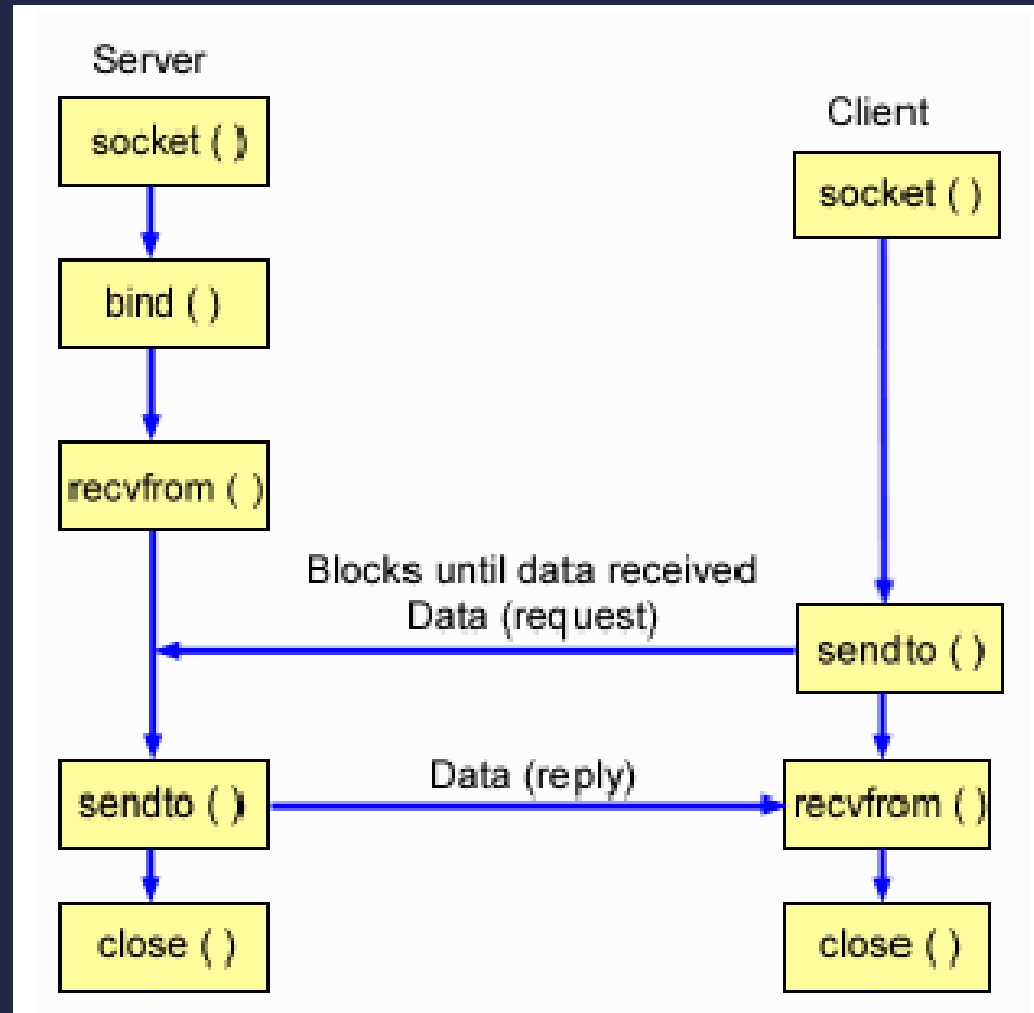 Server
socket ( )
bind ( )
recvfrom ( )
Blocks until data received
Data (request)
sendto ( )
Data (reply)
close ( )
Client
socket ( )
sendto ( )
recvfrom ( )
close ( )